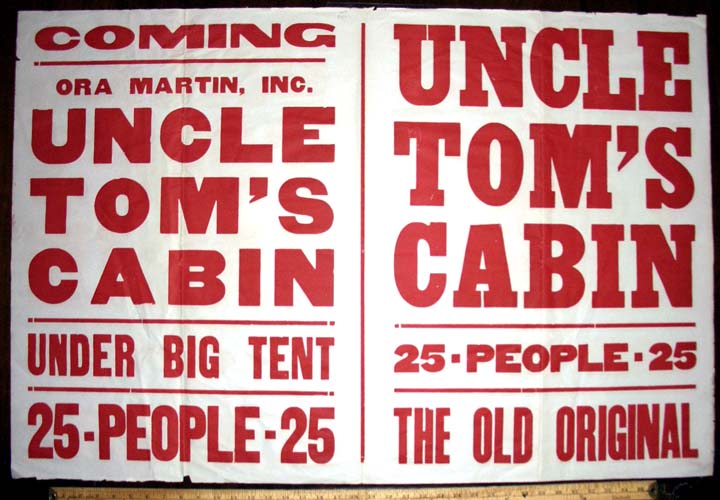 COMING
ORA MARTIN, INC.
UNCLE
TOM'S
CABIN
UNDER BIG TENT
25-PEOPLE-25
UNCLE
TOM'S
CABIN
25-PEOPLE-25
THE OLD ORIGINAL